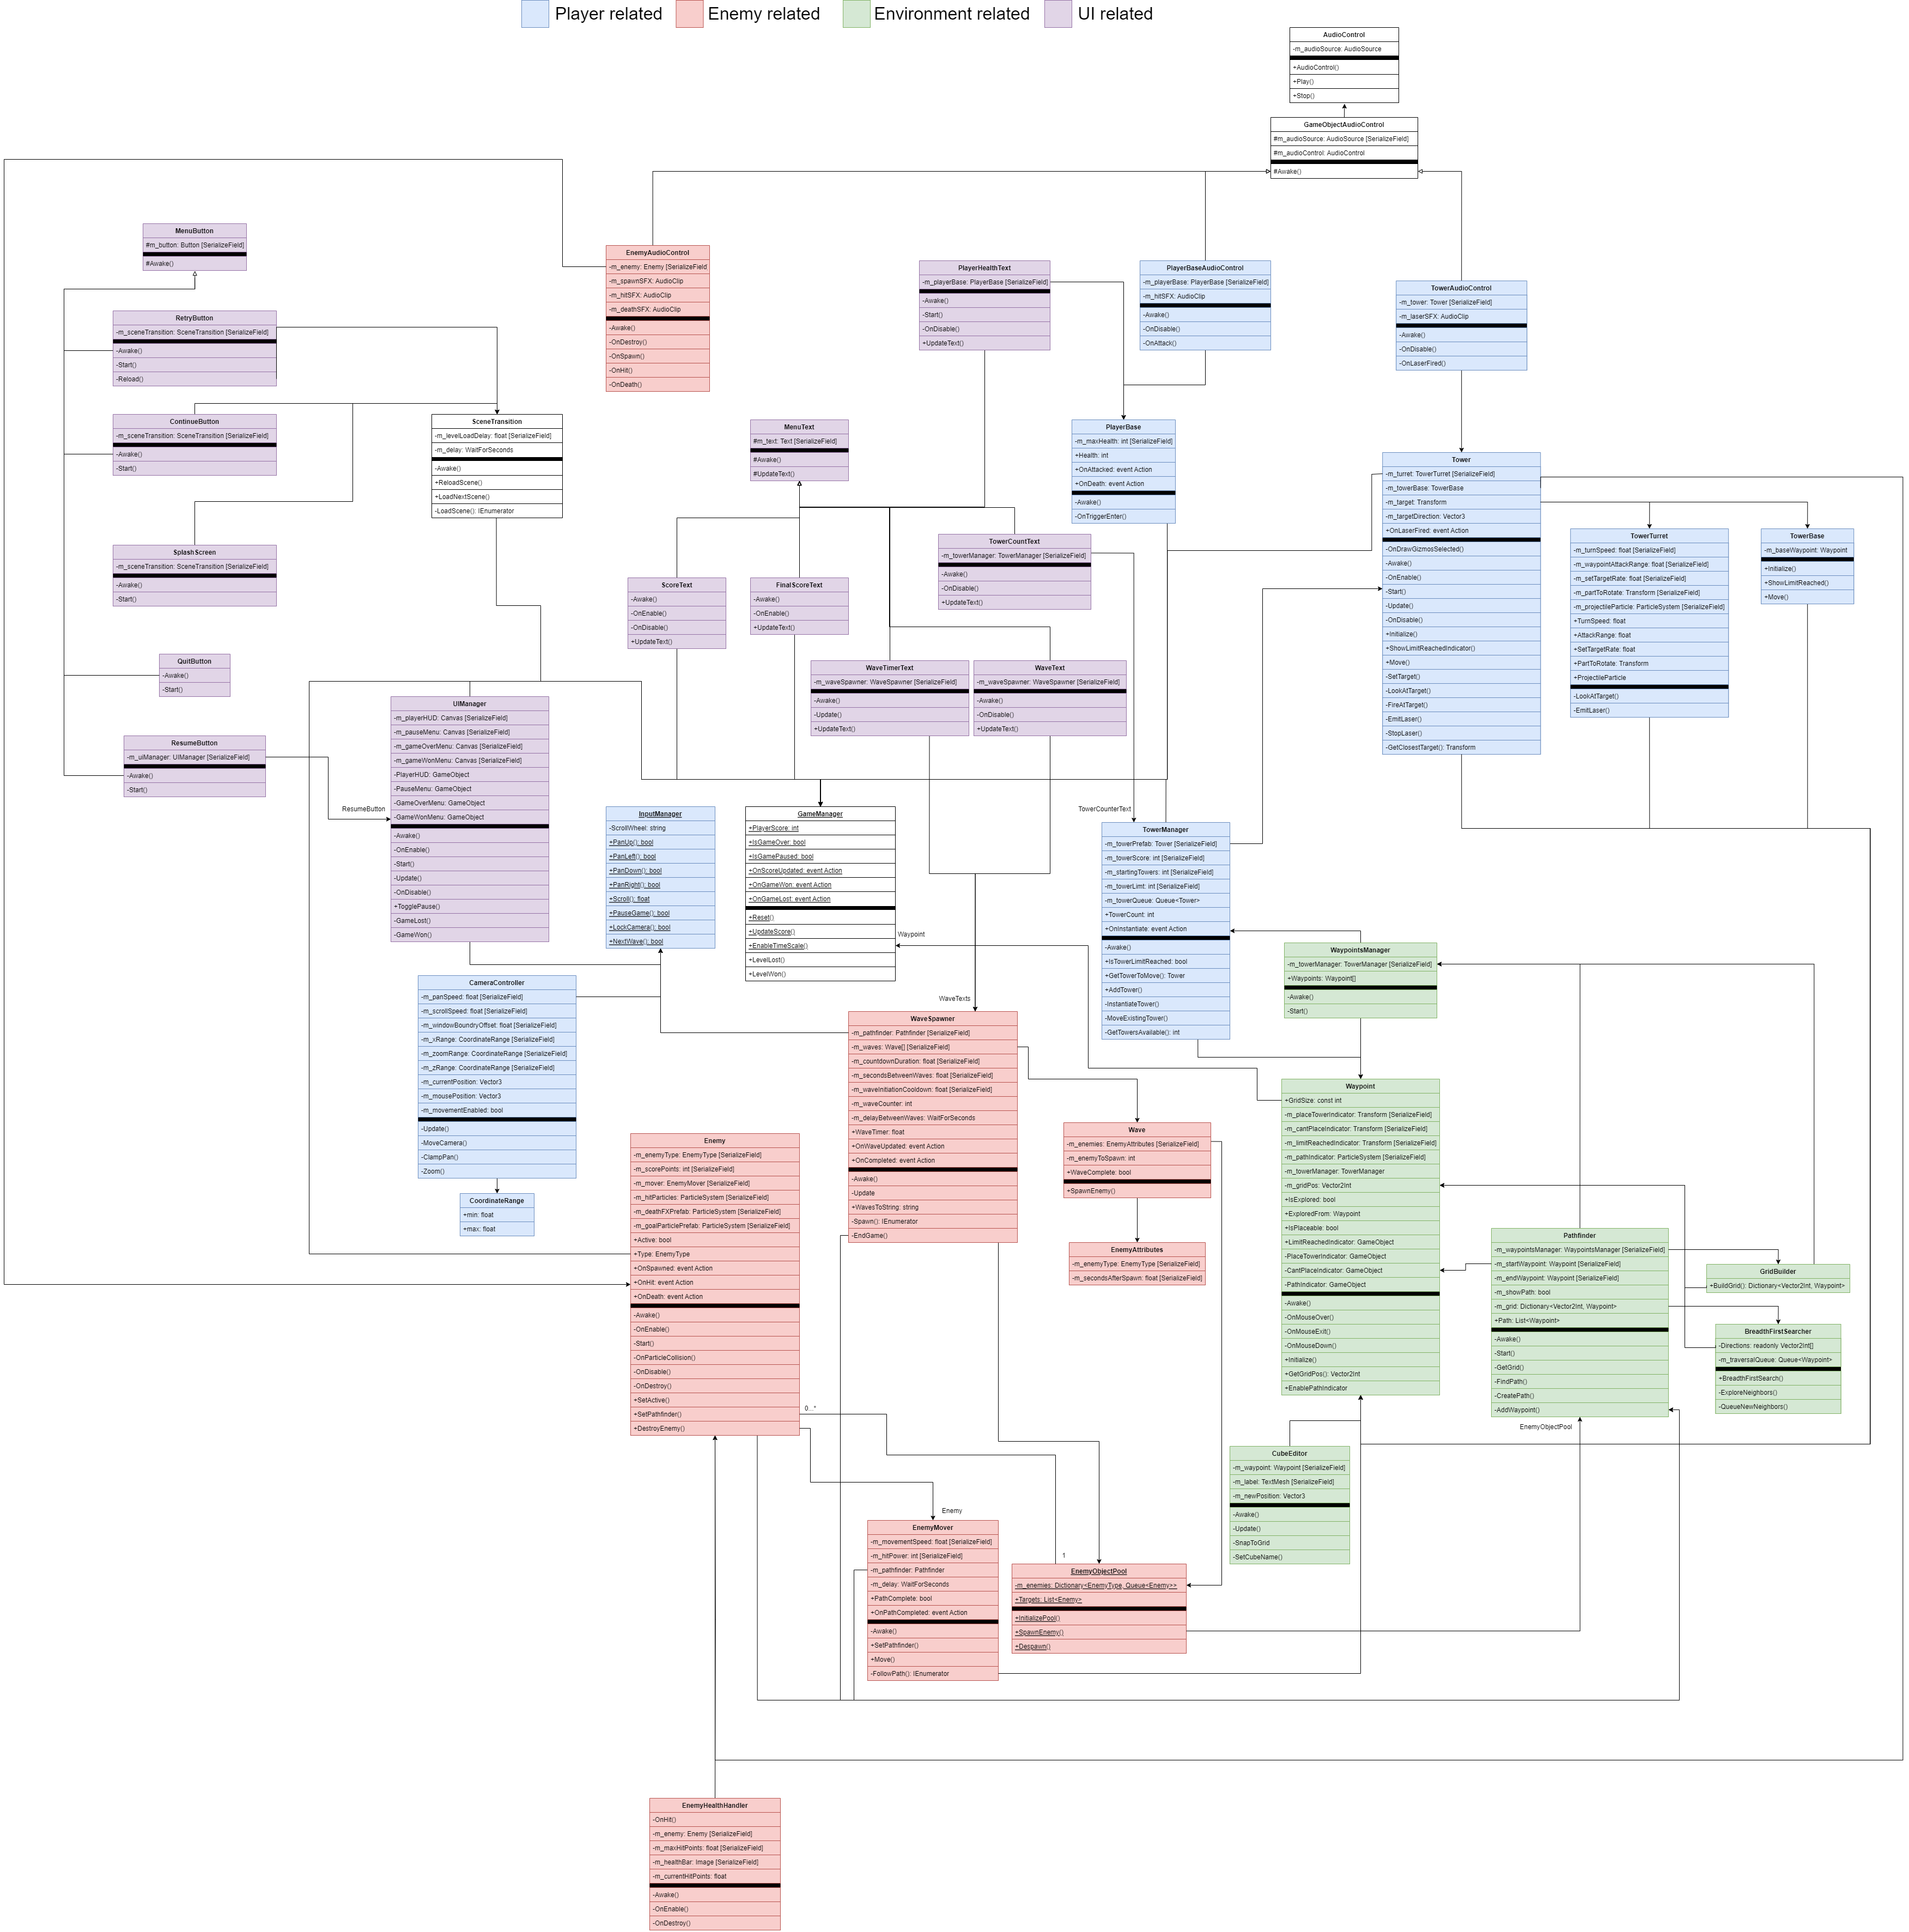 Player related
Enemy related
Environment related
UI related
AudioControl
-m_audioSource: AudioSource
+AudioControl()
+Play()
+Stop()
GameObjectAudioControl
#m_audioSource: AudioSource [SerializeField]
#m_audioControl: AudioControl
#Awake()
MenuButton
#m_button: Button [SerializeField]
#Awake()
EnemyAudioControl
-m_enemy: Enemy [SerializeField]
-m_spawnSFX: AudioClip
-m_hitSFX: AudioClip
-m_deathSFX: AudioClip
-Awake()
-OnDestroy()
-OnSpawn()
-OnHit()
-OnDeath()
PlayerHealthText
-m_playerBase: PlayerBase [SerializeField]
-Awake()
-Start()
-OnDisable()
+UpdateText()
PlayerBaseAudioControl
-m_playerBase: PlayerBase [SerializeField]
-m_hitSFX: AudioClip
-Awake()
-OnDisable()
-OnAttack()
TowerAudioControl
-m_tower: Tower [SerializeField]
-m_laserSFX: AudioClip
-Awake()
-OnDisable()
-OnLaserFired()
RetryButton
-m_sceneTransition: SceneTransition [SerializeField]
-Awake()
-Start()
-Reload()
ContinueButton
-m_sceneTransition: SceneTransition [SerializeField]
-Awake()
-Start()
SceneTransition
-m_levelLoadDelay: float [SerializeField]
-m_delay: WaitForSeconds
-Awake()
+ReloadScene()
+LoadNextScene()
-LoadScene(): IEnumerator
MenuText
#m_text: Text [SerializeField]
#Awake()
#UpdateText()
PlayerBase
-m_maxHealth: int [SerializeField]
+Health: int
+OnAttacked: event Action
+OnDeath: event Action
-Awake()
-OnTriggerEnter()
Tower
-m_turret: TowerTurret [SerializeField]
-m_towerBase: TowerBase
-m_target: Transform
-m_targetDirection: Vector3
+OnLaserFired: event Action
-OnDrawGizmosSelected()
-Awake()
-OnEnable()
-Start()
-Update()
-OnDisable()
+Initialize()
+ShowLimitReachedIndicator()
+Move()
-SetTarget()
-LookAtTarget()
-FireAtTarget()
-EmitLaser()
-StopLaser()
-GetClosestTarget(): Transform
TowerTurret
-m_turnSpeed: float [SerializeField]
-m_waypointAttackRange: float [SerializeField]
-m_setTargetRate: float [SerializeField]
-m_partToRotate: Transform [SerializeField]
-m_projectileParticle: ParticleSystem [SerializeField]
+TurnSpeed: float
+AttackRange: float
+SetTargetRate: float
+PartToRotate: Transform
+ProjectileParticle
-LookAtTarget()
-EmitLaser()
TowerBase
-m_baseWaypoint: Waypoint
+Initialize()
+ShowLimitReached()
+Move()
SplashScreen
-m_sceneTransition: SceneTransition [SerializeField]
-Awake()
-Start()
TowerCountText
-m_towerManager: TowerManager [SerializeField]
-Awake()
-OnDisable()
+UpdateText()
ScoreText
-Awake()
-OnEnable()
-OnDisable()
+UpdateText()
FinalScoreText
-Awake()
-OnEnable()
+UpdateText()
QuitButton
-Awake()
-Start()
WaveTimerText
-m_waveSpawner: WaveSpawner [SerializeField]
-Awake()
-Update()
+UpdateText()
WaveText
-m_waveSpawner: WaveSpawner [SerializeField]
-Awake()
-OnDisable()
+UpdateText()
ResumeButton
-m_uiManager: UIManager [SerializeField]
-Awake()
-Start()
ResumeButton
UIManager
-m_playerHUD: Canvas [SerializeField]
-m_pauseMenu: Canvas [SerializeField]
-m_gameOverMenu: Canvas [SerializeField]
-m_gameWonMenu: Canvas [SerializeField]
-PlayerHUD: GameObject
-PauseMenu: GameObject
-GameOverMenu: GameObject
-GameWonMenu: GameObject
-Awake()
-OnEnable()
-Start()
-Update()
-OnDisable()
+TogglePause()
-GameLost()
-GameWon()
InputManager
-ScrollWheel: string
+PanUp(): bool
+PanLeft(): bool
+PanDown(): bool
+PanRight(): bool
+Scroll(): float
+PauseGame(): bool
+LockCamera(): bool
+NextWave(): bool
GameManager
+PlayerScore: int
+IsGameOver: bool
+IsGamePaused: bool
+OnScoreUpdated: event Action
+OnGameWon: event Action
+OnGameLost: event Action
+Reset()
+UpdateScore()
+EnableTimeScale()
+LevelLost()
+LevelWon()
Waypoint
TowerCounterText
TowerManager
-m_towerPrefab: Tower [SerializeField]
-m_towerScore: int [SerializeField]
-m_startingTowers: int [SerializeField]
-m_towerLimt: int [SerializeField]
-m_towerQueue: Queue<Tower>
+TowerCount: int
+OnInstantiate: event Action
-Awake()
+IsTowerLimitReached: bool
+GetTowerToMove(): Tower
+AddTower()
-InstantiateTower()
-MoveExistingTower()
-GetTowersAvailable(): int
WaypointsManager
-m_towerManager: TowerManager [SerializeField]
+Waypoints: Waypoint[]
-Awake()
-Start()
CameraController
-m_panSpeed: float [SerializeField]
-m_scrollSpeed: float [SerializeField]
-m_windowBoundryOffset: float [SerializeField]
-m_xRange: CoordinateRange [SerializeField]
-m_zoomRange: CoordinateRange [SerializeField]
-m_zRange: CoordinateRange [SerializeField]
-m_currentPosition: Vector3
-m_mousePosition: Vector3
-m_movementEnabled: bool
-Update()
-MoveCamera()
-ClampPan()
-Zoom()
CoordinateRange
+min: float
+max: float
WaveTexts
WaveSpawner
-m_pathfinder: Pathfinder [SerializeField]
-m_waves: Wave[] [SerializeField]
-m_countdownDuration: float [SerializeField]
-m_secondsBetweenWaves: float [SerializeField]
-m_waveInitiationCooldown: float [SerializeField]
-m_waveCounter: int
-m_delayBetweenWaves: WaitForSeconds
+WaveTimer: float
+OnWaveUpdated: event Action
+OnCompleted: event Action
-Awake()
-Update
+WavesToString: string
-Spawn(): IEnumerator
-EndGame()
Wave
-m_enemies: EnemyAttributes [SerializeField]
-m_enemyToSpawn: int
+WaveComplete: bool
+SpawnEnemy()
EnemyAttributes
-m_enemyType: EnemyType [SerializeField]
-m_secondsAfterSpawn: float [SerializeField]
Waypoint
+GridSize: const int
-m_placeTowerIndicator: Transform [SerializeField]
-m_cantPlaceIndicator: Transform [SerializeField]
-m_limitReachedIndicator: Transform [SerializeField]
-m_pathIndicator: ParticleSystem [SerializeField]
-m_towerManager: TowerManager
-m_gridPos: Vector2Int
+IsExplored: bool
+ExploredFrom: Waypoint
+IsPlaceable: bool
+LimitReachedIndicator: GameObject
-PlaceTowerIndicator: GameObject
-CantPlaceIndicator: GameObject
-PathIndicator: GameObject
-Awake()
-OnMouseOver()
-OnMouseExit()
-OnMouseDown()
+Initialize()
+GetGridPos(): Vector2Int
+EnablePathIndicator
Enemy
-m_enemyType: EnemyType [SerializeField]
-m_scorePoints: int [SerializeField]
-m_mover: EnemyMover [SerializeField]
-m_hitParticles: ParticleSystem [SerializeField]
-m_deathFXPrefab: ParticleSystem [SerializeField]
-m_goalParticlePrefab: ParticleSystem [SerializeField]
+Active: bool
+Type: EnemyType
+OnSpawned: event Action
+OnHit: event Action
+OnDeath: event Action
-Awake()
-OnEnable()
-Start()
-OnParticleCollision()
-OnDisable()
-OnDestroy()
+SetActive()
+SetPathfinder()
+DestroyEnemy()
0...*
Pathfinder
-m_waypointsManager: WaypointsManager [SerializeField]
-m_startWaypoint: Waypoint [SerializeField]
-m_endWaypoint: Waypoint [SerializeField]
-m_showPath: bool
-m_grid: Dictionary<Vector2Int, Waypoint>
+Path: List<Waypoint>
-Awake()
-Start()
-GetGrid()
-FindPath()
-CreatePath()
-AddWaypoint()
EnemyObjectPool
GridBuilder
+BuildGrid(): Dictionary<Vector2Int, Waypoint>
BreadthFirstSearcher
-Directions: readonly Vector2Int[]
-m_traversalQueue: Queue<Waypoint>
+BreadthFirstSearch()
-ExploreNeighbors()
-QueueNewNeighbors()
CubeEditor
-m_waypoint: Waypoint [SerializeField]
-m_label: TextMesh [SerializeField]
-m_newPosition: Vector3
-Awake()
-Update()
-SnapToGrid
-SetCubeName()
Enemy
EnemyMover
-m_movementSpeed: float [SerializeField]
-m_hitPower: int [SerializeField]
-m_pathfinder: Pathfinder
-m_delay: WaitForSeconds
+PathComplete: bool
+OnPathCompleted: event Action
-Awake()
+SetPathfinder()
+Move()
-FollowPath(): IEnumerator
1
EnemyObjectPool
-m_enemies: Dictionary<EnemyType, Queue<Enemy>>
+Targets: List<Enemy>
+InitializePool()
+SpawnEnemy()
+Despawn()
EnemyHealthHandler
-OnHit()
-m_enemy: Enemy [SerializeField]
-m_maxHitPoints: float [SerializeField]
-m_healthBar: Image [SerializeField]
-m_currentHitPoints: float
-Awake()
-OnEnable()
-OnDestroy()